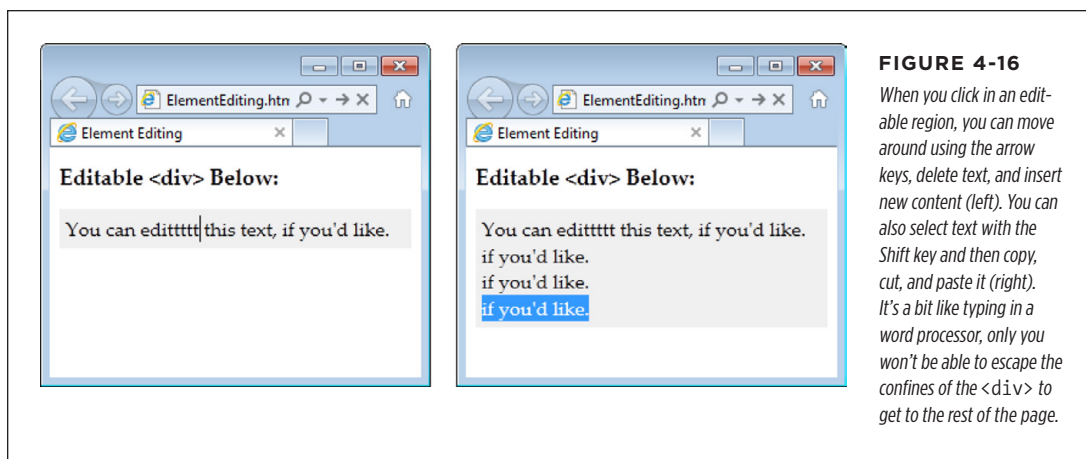 ElementEditing.htn
Element Editing
Editable <div> Below:
You can edittttt this text, if you'd like.
ElementEditing.htn
Element Editing
Editable <div> Below:
You can edittttt this text, if you'd like.
if you'd like.
if you'd like.
if you'd like.
FIGURE 4-16
When you click in an edit-
able region, you can move
around using the arrow
keys, delete text, and insert
new content (left). You can
also select text with the
Shift key and then copy,
cut, and paste it (right).
It's a bit like typing in a
word processor, only you
won't be able to escape the
confines of the <div> to
get to the rest of the page.